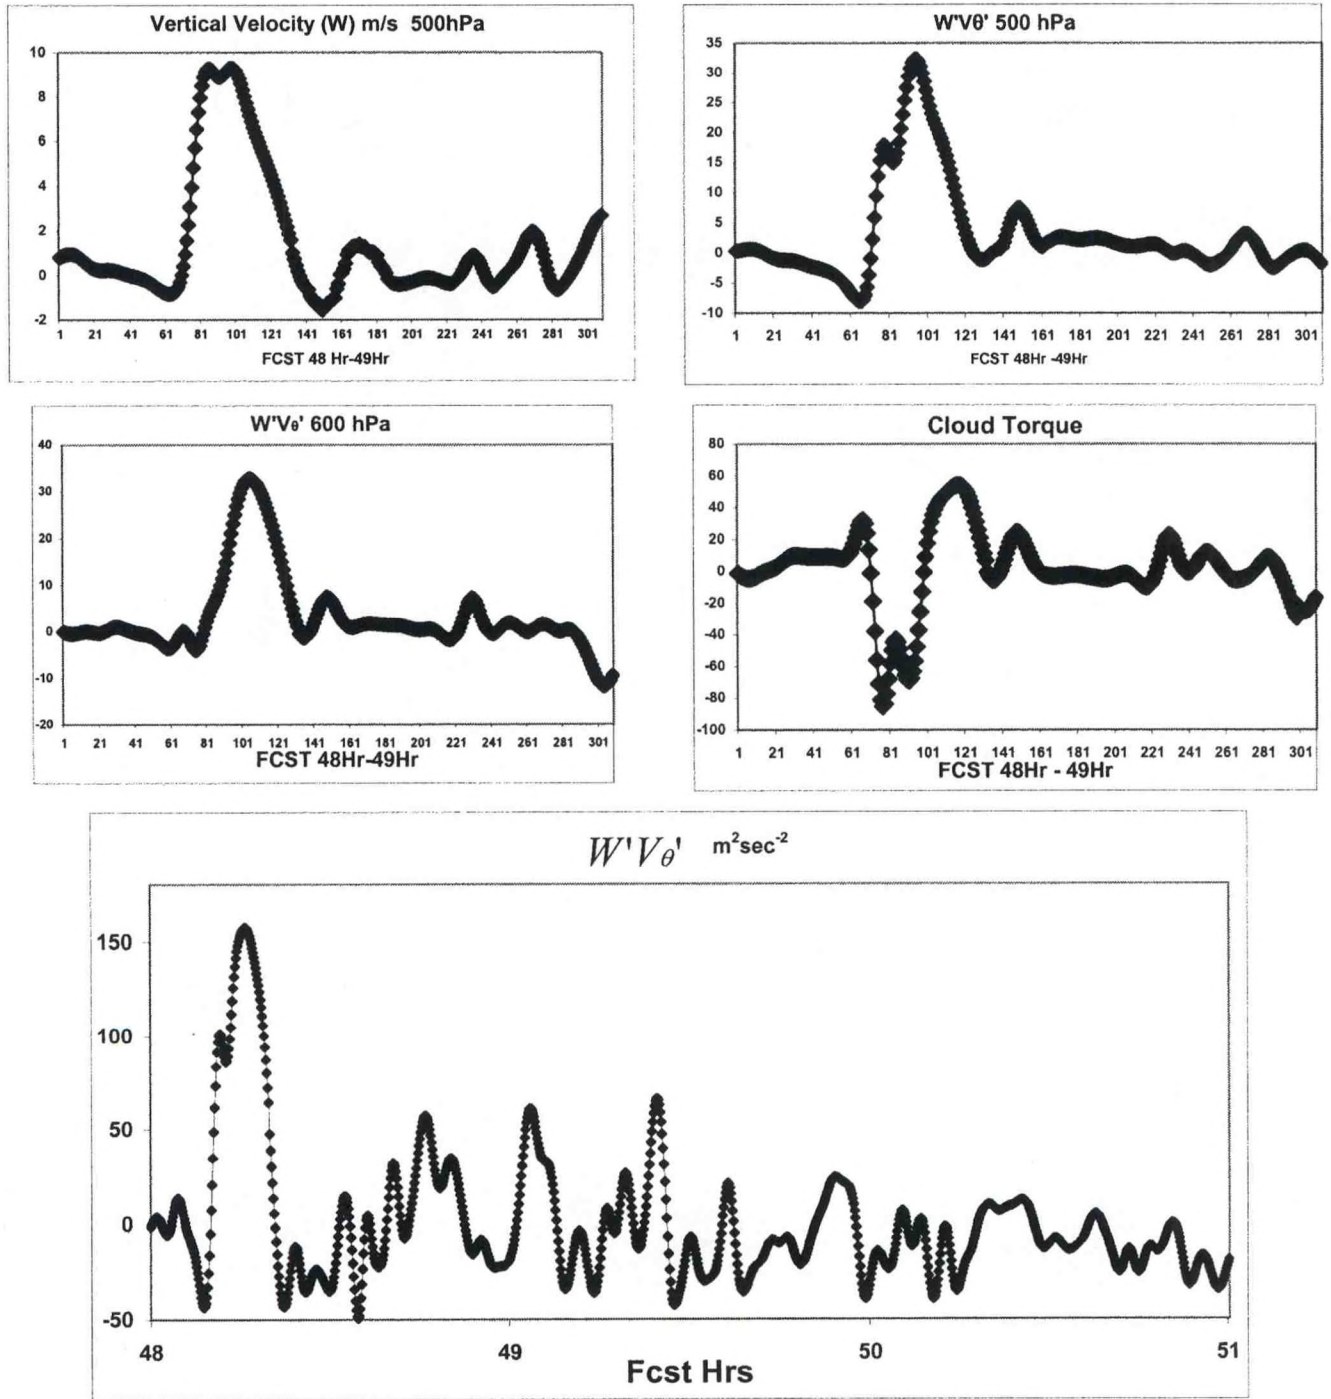 Vertical Velocity (W) m/s 500hPa
10
8
6
4
2
0
-2
1 21 41 61 81 101 121 141 161 181 201 221 241 261 281 301
FCST 48 Hr-49Hr
W'Vθ' 500 hPa
35
30
25
20
15
10
5
0
-5
-10
1 21 41 61 81 101 121 141 161 181 201 221 241 261 281 301
FCST 48Hr -49Hr
W'Vθ' 600 hPa
40
30
20
10
0
-10
-20
1 21 41 61 81 101 121 141 161 181 201 221 241 261 281 301
FCST 48Hr-49Hr
Cloud Torque
80
60
40
20
0
-20
-40
-60
-80
-100
1 21 41 61 81 101 121 141 161 181 201 221 241 261 281 301
FCST 48Hr - 49Hr
W'Vθ' m²sec⁻²
150
100
50
0
-50
48 49 50 51
Fcst Hrs